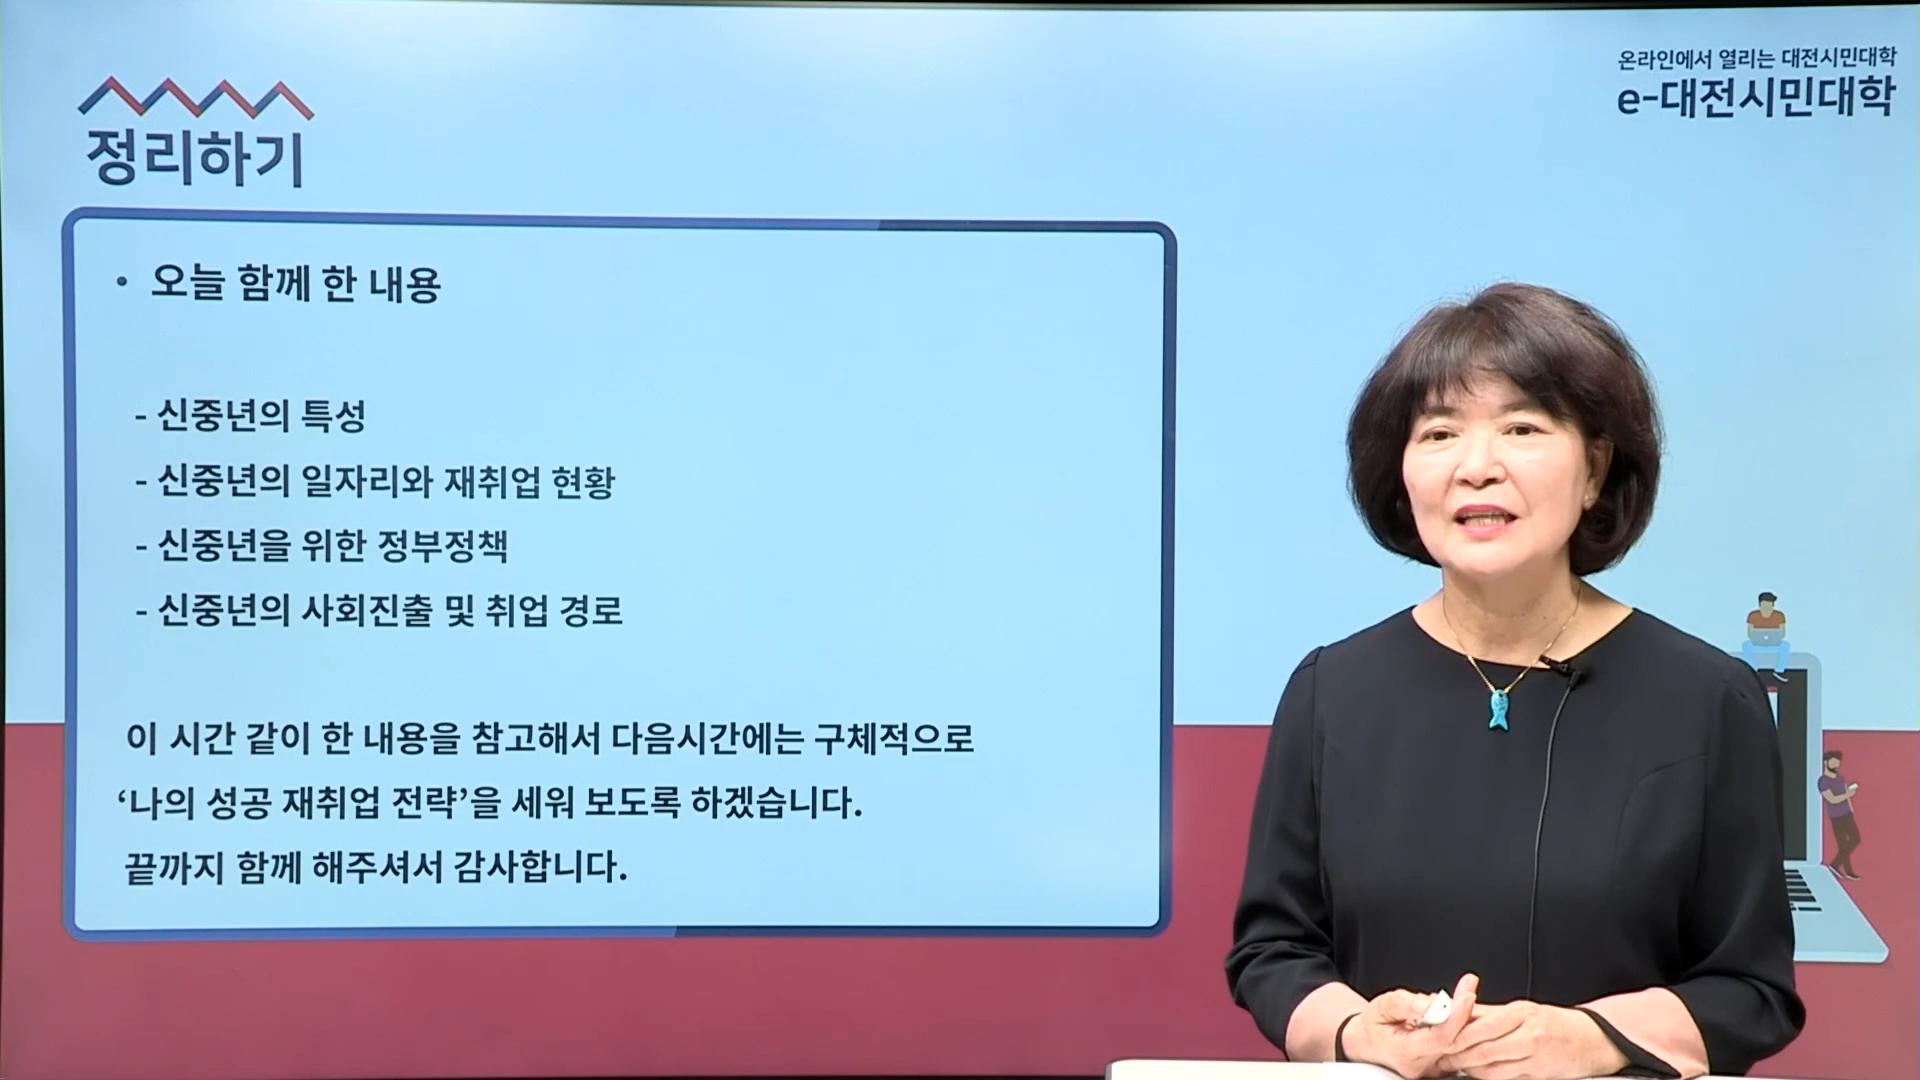 온라인에서 열리는 대전시민대학
e-대전시민대학
정리하기
• 오늘 함께 한 내용
- 신중년의 특성
- 신중년의 일자리와 재취업 현황
- 신중년을 위한 정부정책
- 신중년의 사회진출 및 취업 경로
이 시간 같이 한 내용을 참고해서 다음시간에는 구체적으로
‘나의 성공 재취업 전략’을 세워 보도록 하겠습니다.
끝까지 함께 해주셔서 감사합니다.